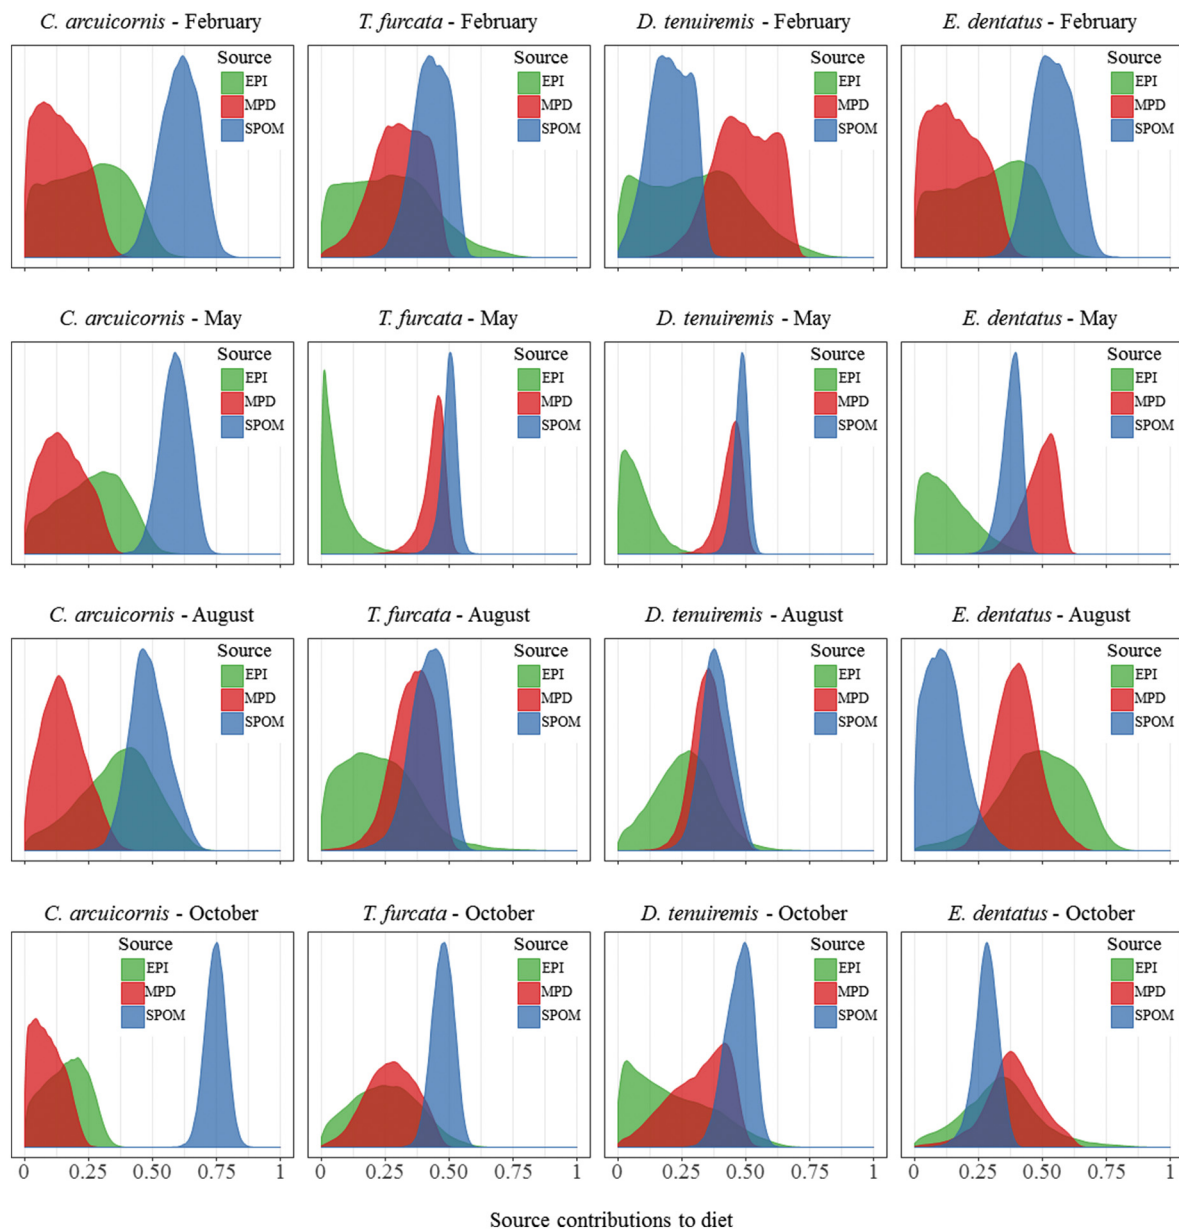 C. arcuicornis - February
T. furcata - February
D. tenuiremis - February
E. dentatus - February
Source
EPI
MPD
SPOM
Source
EPI
MPD
SPOM
Source
EPI
MPD
SPOM
Source
EPI
MPD
SPOM
C. arcuicornis - May
T. furcata - May
D. tenuiremis - May
E. dentatus - May
Source
EPI
MPD
SPOM
Source
EPI
MPD
SPOM
Source
EPI
MPD
SPOM
Source
EPI
MPD
SPOM
C. arcuicornis - August
T. furcata - August
D. tenuiremis - August
E. dentatus - August
Source
EPI
MPD
SPOM
Source
EPI
MPD
SPOM
Source
EPI
MPD
SPOM
Source
EPI
MPD
SPOM
C. arcuicornis - October
T. furcata - October
D. tenuiremis - October
E. dentatus - October
Source
EPI
MPD
SPOM
Source
EPI
MPD
SPOM
Source
EPI
MPD
SPOM
Source
EPI
MPD
SPOM
0 0.25 0.50 0.75 1
0 0.25 0.50 0.75 1
0 0.25 0.50 0.75 1
0 0.25 0.50 0.75 1
Source contributions to diet